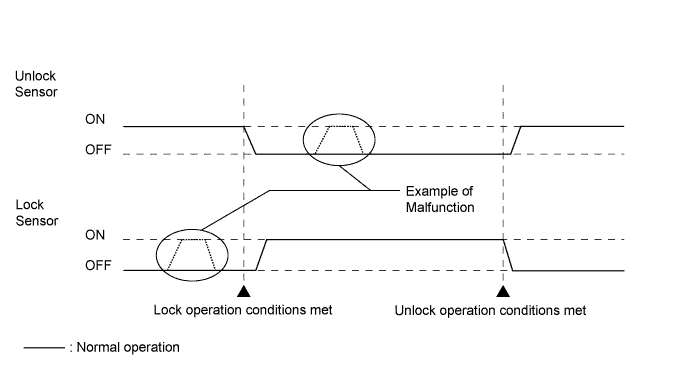 Unlock
Sensor
ON
OFF
Example of
Malfunction
Lock
Sensor
ON
OFF
Lock operation conditions met
Unlock operation conditions met
: Normal operation